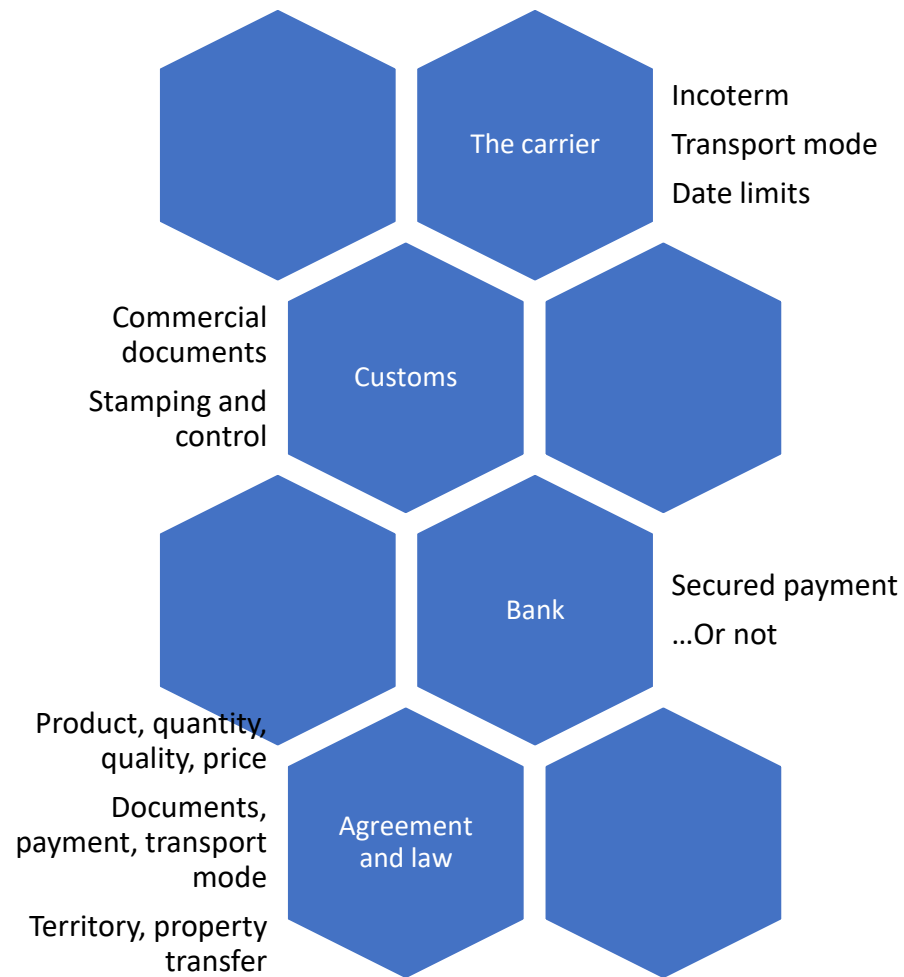 The carrier
Incoterm
Transport mode
Date limits
Customs
Commercial
documents
Stamping and
control
Bank
Secured payment
...Or not
Agreement
and law
Product, quantity,
quality, price
Documents,
payment, transport
mode
Territory, property
transfer